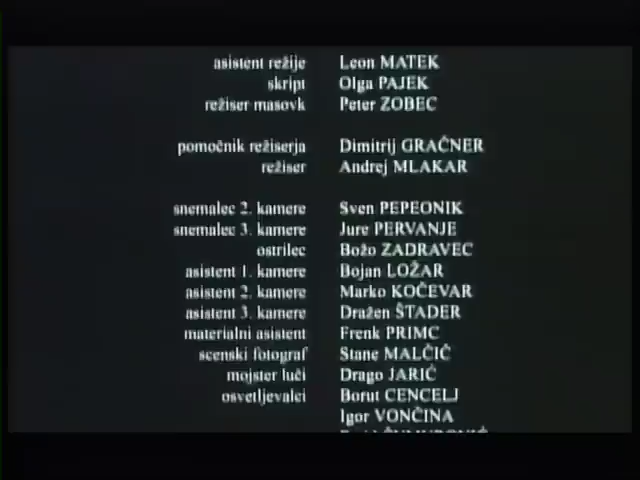 asistent režije Leon MATEK
skript Olga PAJEK
režiser masovk Peter ZOBEC
pomočnik režiserja Dimitrij GRAČNER
režiser Andrej MLAKAR
snemalec 2. kamere Sven PEPEONIK
snemalec 3. kamere Jure PERVANJE
ostrilec Božo ZADRAVEC
asistent 1. kamere Bojan LOŽAR
asistent 2. kamere Marko KOČEVAR
asistent 3. kamere Dražen ŠTADER
materialni asistent Frenk PRIMC
scenski fotograf Stane MALČIČ
mojster luči Drago JARIČ
osvetljevalci Borut CENCELJ
Igor VONČINA